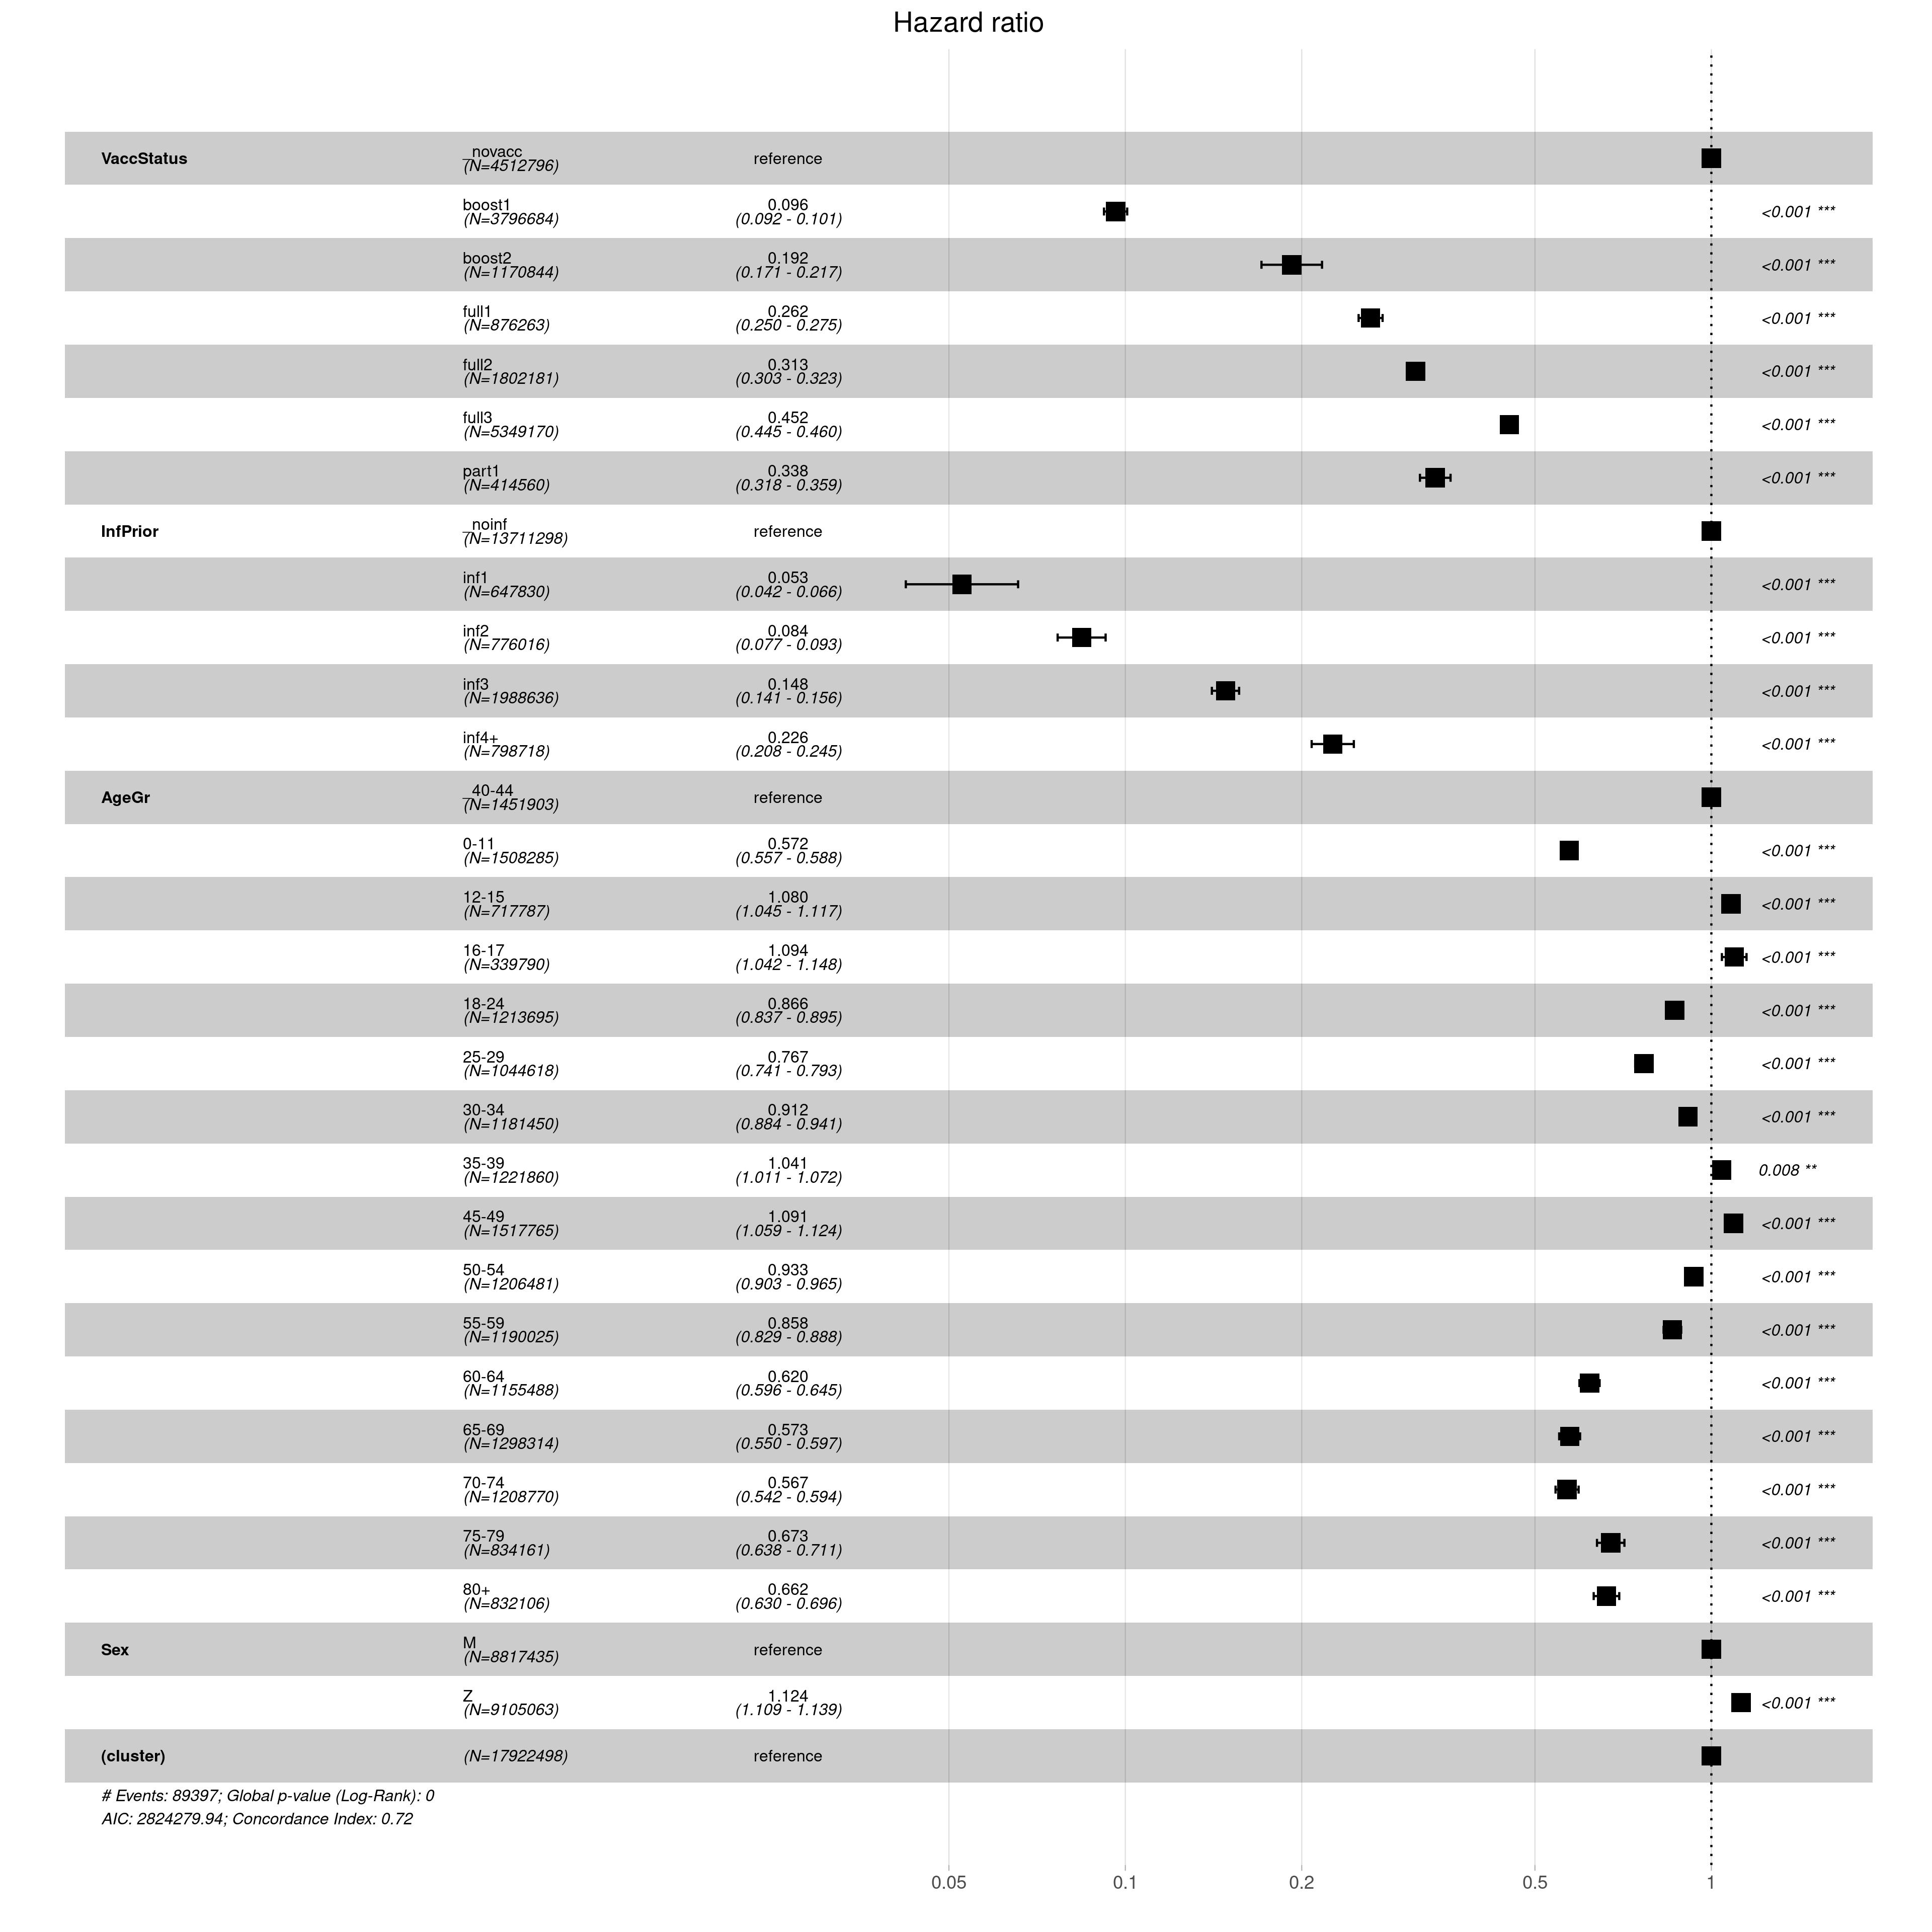 Hazard ratio
VaccStatus _novacc reference
(N=4512796)
boost1 0.096 <0.001 ***
(N=3796684) (0.092 - 0.101)
boost2 0.192 <0.001 ***
(N=1170844) (0.171 - 0.217)
full1 0.262 <0.001 ***
(N=876263) (0.250 - 0.275)
full2 0.313 <0.001 ***
(N=1802181) (0.303 - 0.323)
full3 0.452 <0.001 ***
(N=5349170) (0.445 - 0.460)
part1 0.338 <0.001 ***
(N=414560) (0.318 - 0.359)
InfPrior _noinf reference
(N=13711298)
inf1 0.053 <0.001 ***
(N=647830) (0.042 - 0.066)
inf2 0.084 <0.001 ***
(N=776016) (0.077 - 0.093)
inf3 0.148 <0.001 ***
(N=1988636) (0.141 - 0.156)
inf4+ 0.226 <0.001 ***
(N=798718) (0.208 - 0.245)
AgeGr _40-44 reference
(N=1451903)
0-11 0.572 <0.001 ***
(N=1508285) (0.557 - 0.588)
12-15 1.080 <0.001 ***
(N=717787) (1.045 - 1.117)
16-17 1.094 <0.001 ***
(N=339790) (1.042 - 1.148)
18-24 0.866 <0.001 ***
(N=1213695) (0.837 - 0.895)
25-29 0.767 <0.001 ***
(N=1044618) (0.741 - 0.793)
30-34 0.912 <0.001 ***
(N=1181450) (0.884 - 0.941)
35-39 1.041 0.008 **
(N=1221860) (1.011 - 1.072)
45-49 1.091 <0.001 ***
(N=1517765) (1.059 - 1.124)
50-54 0.933 <0.001 ***
(N=1206481) (0.903 - 0.965)
55-59 0.858 <0.001 ***
(N=1190025) (0.829 - 0.888)
60-64 0.620 <0.001 ***
(N=1155488) (0.596 - 0.645)
65-69 0.573 <0.001 ***
(N=1298314) (0.550 - 0.597)
70-74 0.567 <0.001 ***
(N=1208770) (0.542 - 0.594)
75-79 0.673 <0.001 ***
(N=834161) (0.638 - 0.711)
80+ 0.662 <0.001 ***
(N=832106) (0.630 - 0.696)
Sex M reference
(N=8817435)
Z 1.124 <0.001 ***
(N=9105063) (1.109 - 1.139)
(cluster) (N=17922498) reference
# Events: 89397; Global p-value (Log-Rank): 0
AIC: 2824279.94; Concordance Index: 0.72
0.05 0.1 0.2 0.5 1